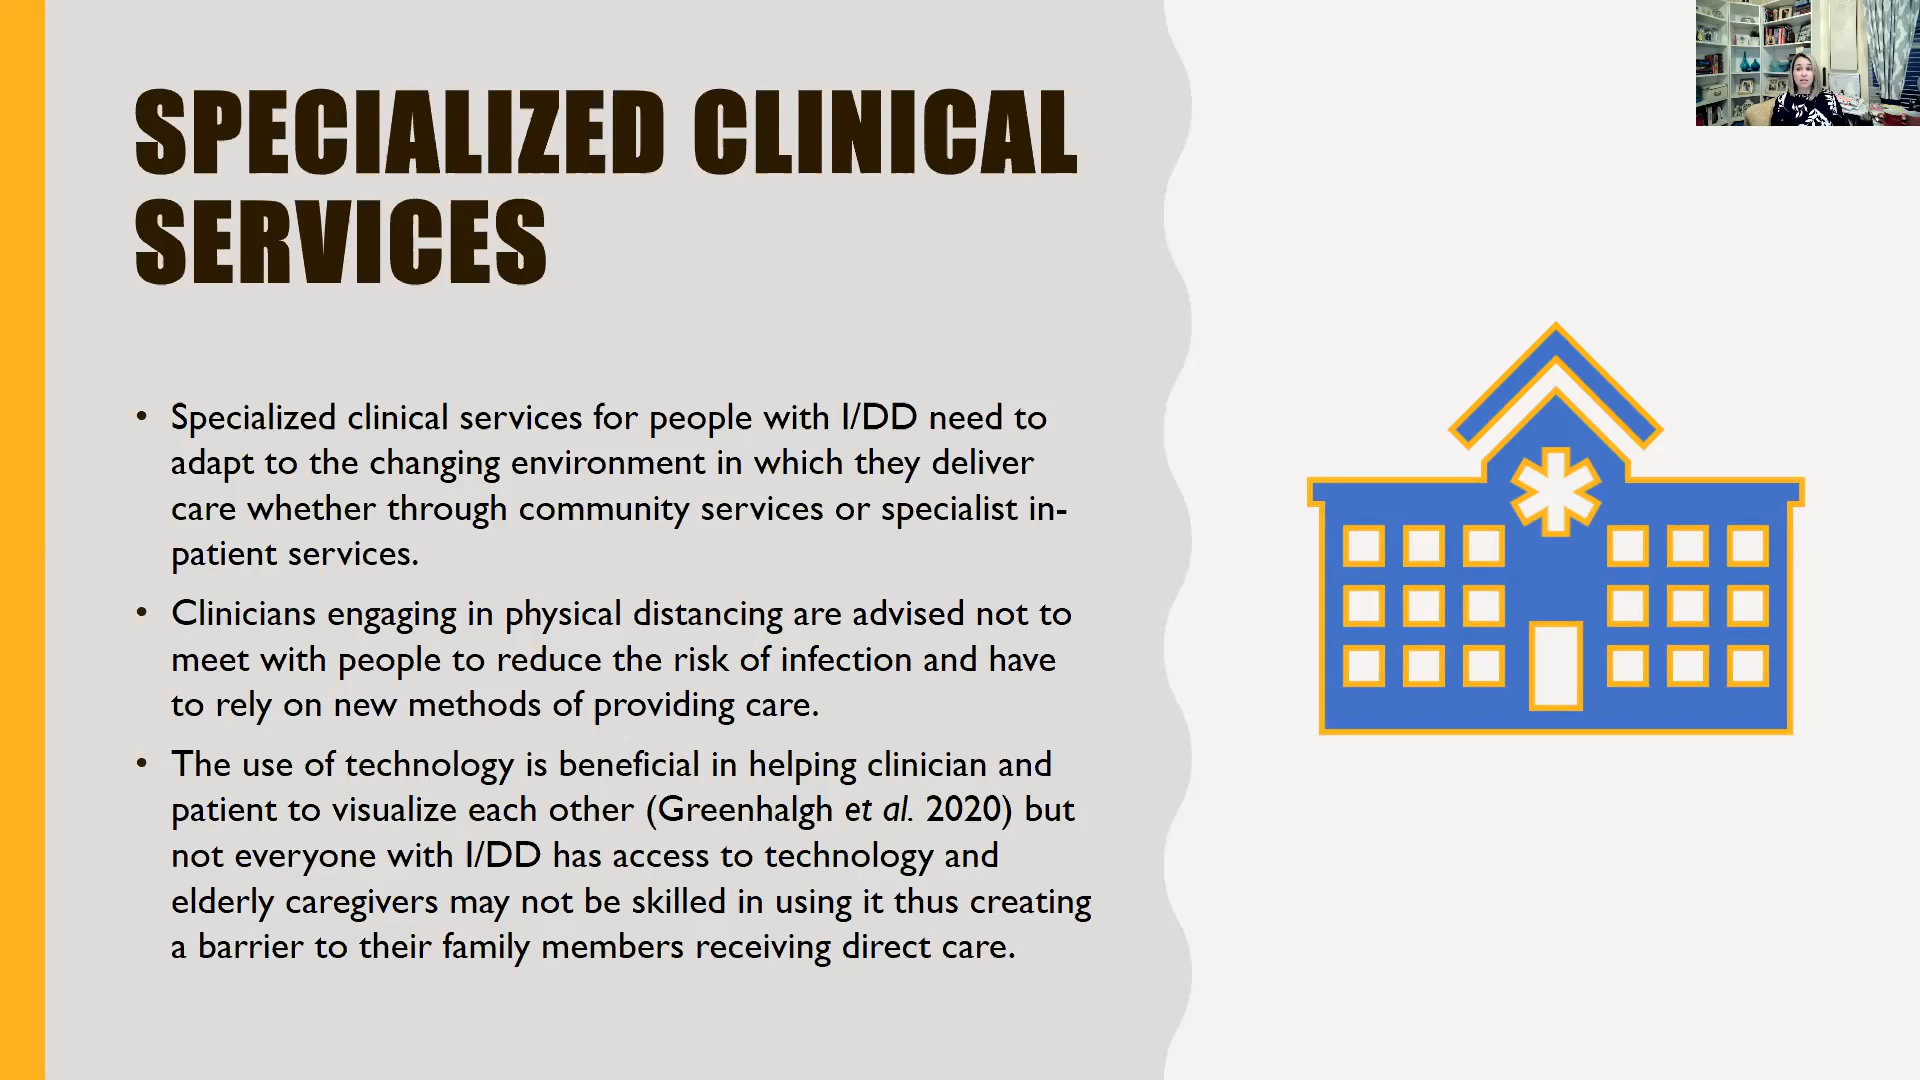 SPECIALIZED CLINICAL
SERVICES
• Specialized clinical services for people with I/DD need to
adapt to the changing environment in which they deliver
care whether through community services or specialist in-
patient services.
• Clinicians engaging in physical distancing are advised not to
meet with people to reduce the risk of infection and have
to rely on new methods of providing care.
• The use of technology is beneficial in helping clinician and
patient to visualize each other (Greenhalgh et al. 2020) but
not everyone with I/DD has access to technology and
elderly caregivers may not be skilled in using it thus creating
a barrier to their family members receiving direct care.